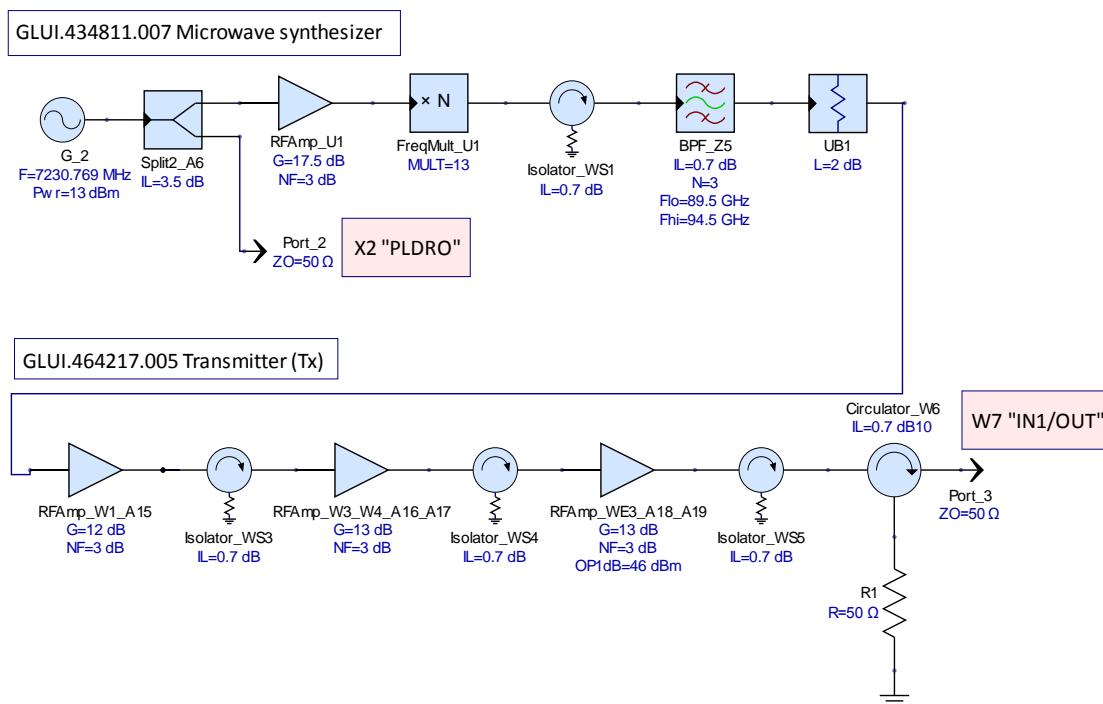 GLUI.434811.007 Microwave synthesizer
G_2
F=7230.769 MHz
Pwr=13 dBm
Split2_A6
IL=3.5 dB
RFAmp_U1
G=17.5 dB
NF=3 dB
× N
FreqMult_U1
MULT=13
Isolator_WS1
IL=0.7 dB
BPF_Z5
IL=0.7 dB
N=3
Flo=89.5 GHz
Fhi=94.5 GHz
UB1
L=2 dB
Port_2
ZO=50 Ω
X2 "PLDRO"
GLUI.464217.005 Transmitter (Tx)
RFAmp_W1_A15
G=12 dB
NF=3 dB
Isolator_WS3
IL=0.7 dB
RFAmp_W3_W4_A16_A17
G=13 dB
NF=3 dB
Isolator_WS4
IL=0.7 dB
RFAmp_WE3_A18_A19
G=13 dB
NF=3 dB
OP1dB=46 dBm
Isolator_WS5
IL=0.7 dB
Circulator_W6
IL=0.7 dB10
W7 "IN1/OUT"
Port_3
ZO=50 Ω
R1
R=50 Ω